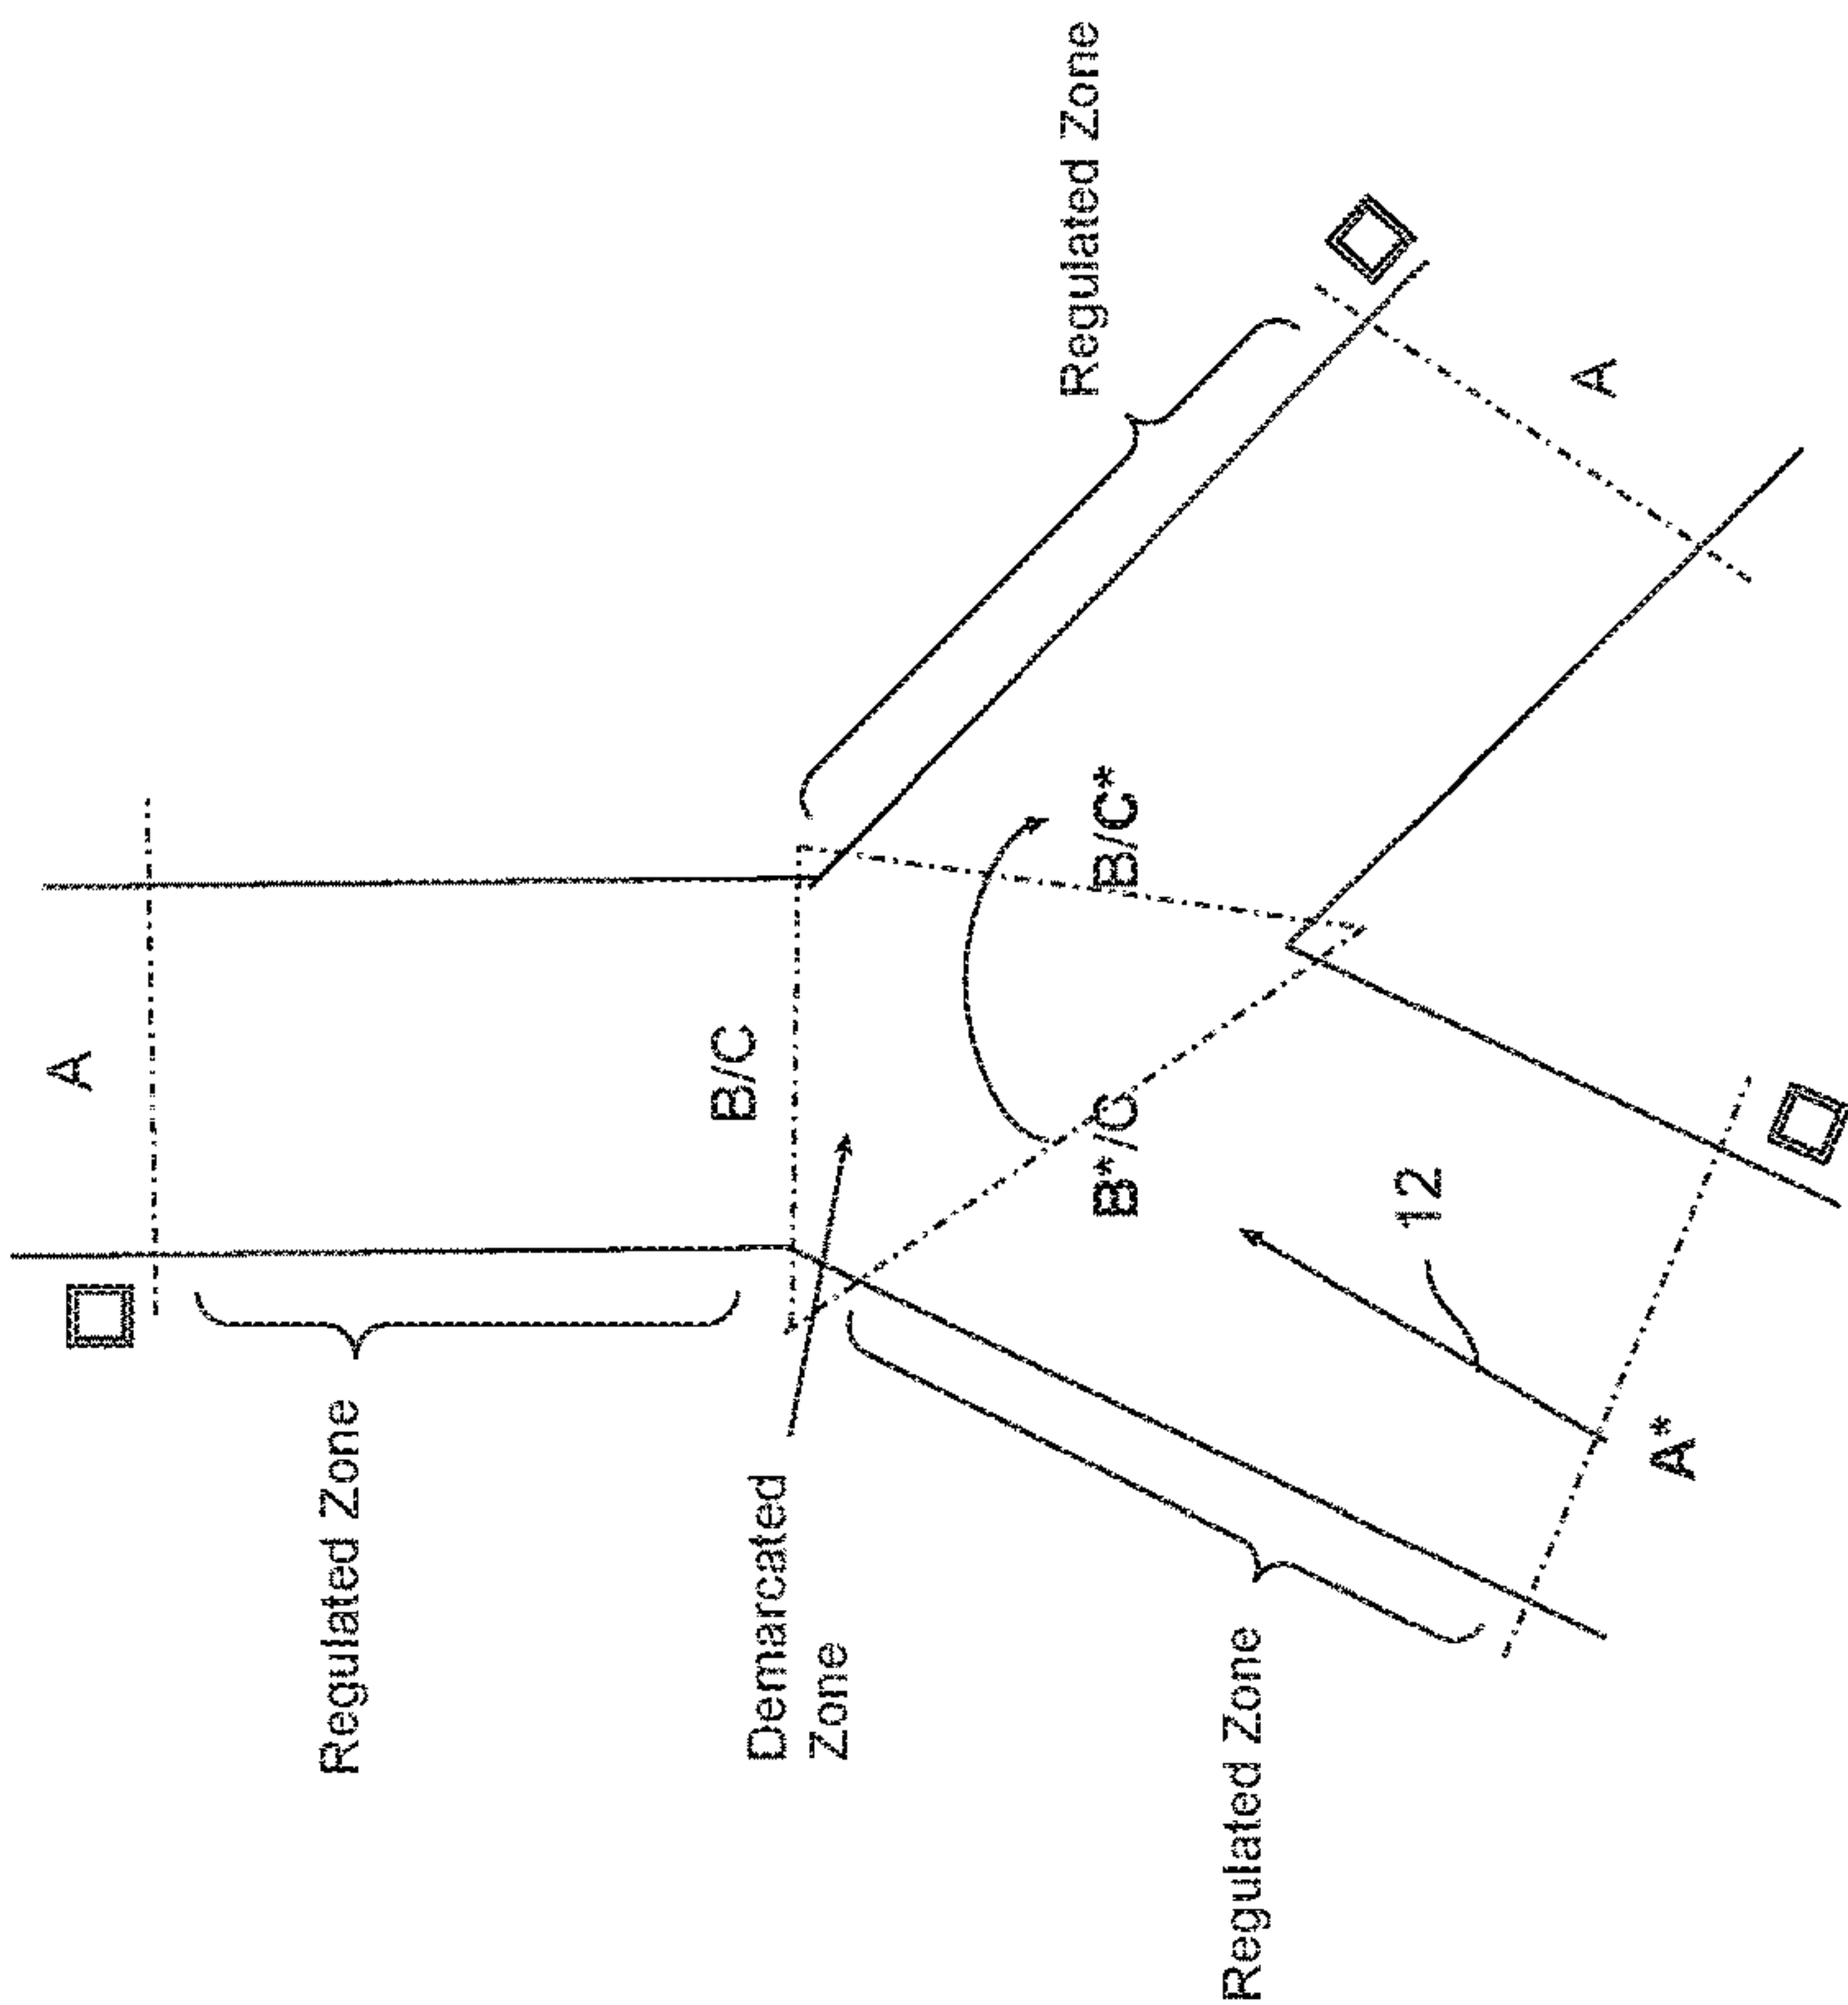 A
Regulated Zone
B/C
Demarcated
Zone
Regulated Zone
B*/C
B/C*
Regulated Zone
12
A
A*